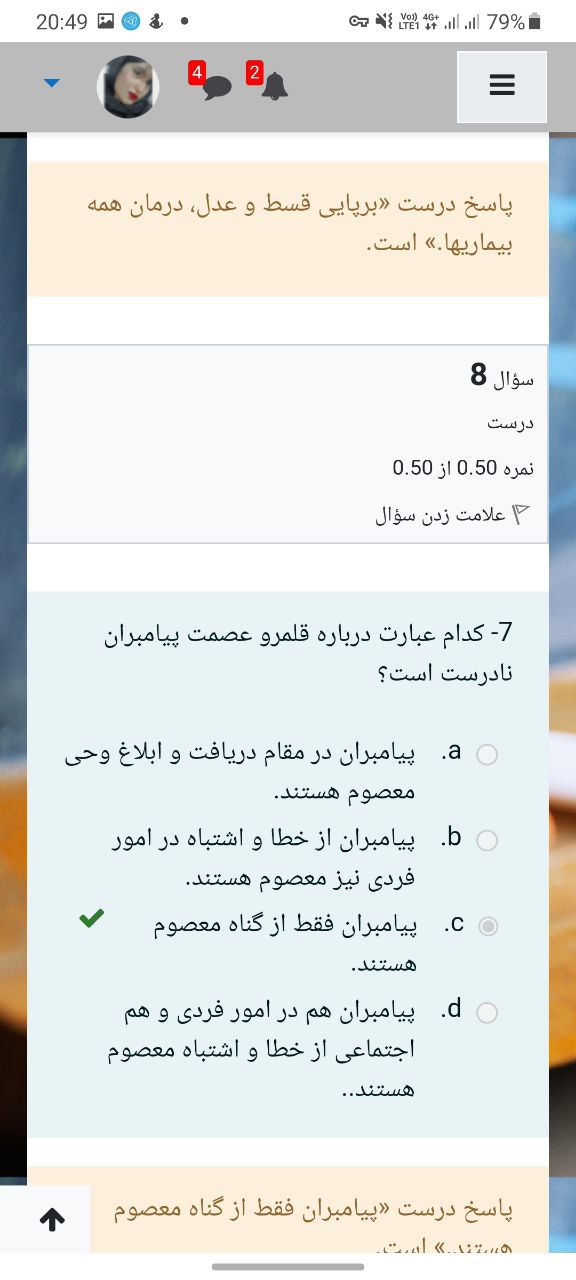 20:49
Vo)) LTE1 4G+ 79%
4 2
پاسخ درست «برپایی قسط و عدل، درمان همه
بیماریها.» است.
سؤال 8
درست
نمره 0.50 از 0.50
علامت زدن سؤال
7- کدام عبارت درباره قلمرو عصمت پیامبران
نادرست است؟
a. پیامبران در مقام دریافت و ابلاغ وحی
معصوم هستند.
b. پیامبران از خطا و اشتباه در امور
فردی نیز معصوم هستند.
c. پیامبران فقط از گناه معصوم
هستند.
d. پیامبران هم در امور فردی و هم
اجتماعی از خطا و اشتباه معصوم
هستند..
پاسخ درست «پیامبران فقط از گناه معصوم
هستند.» است.